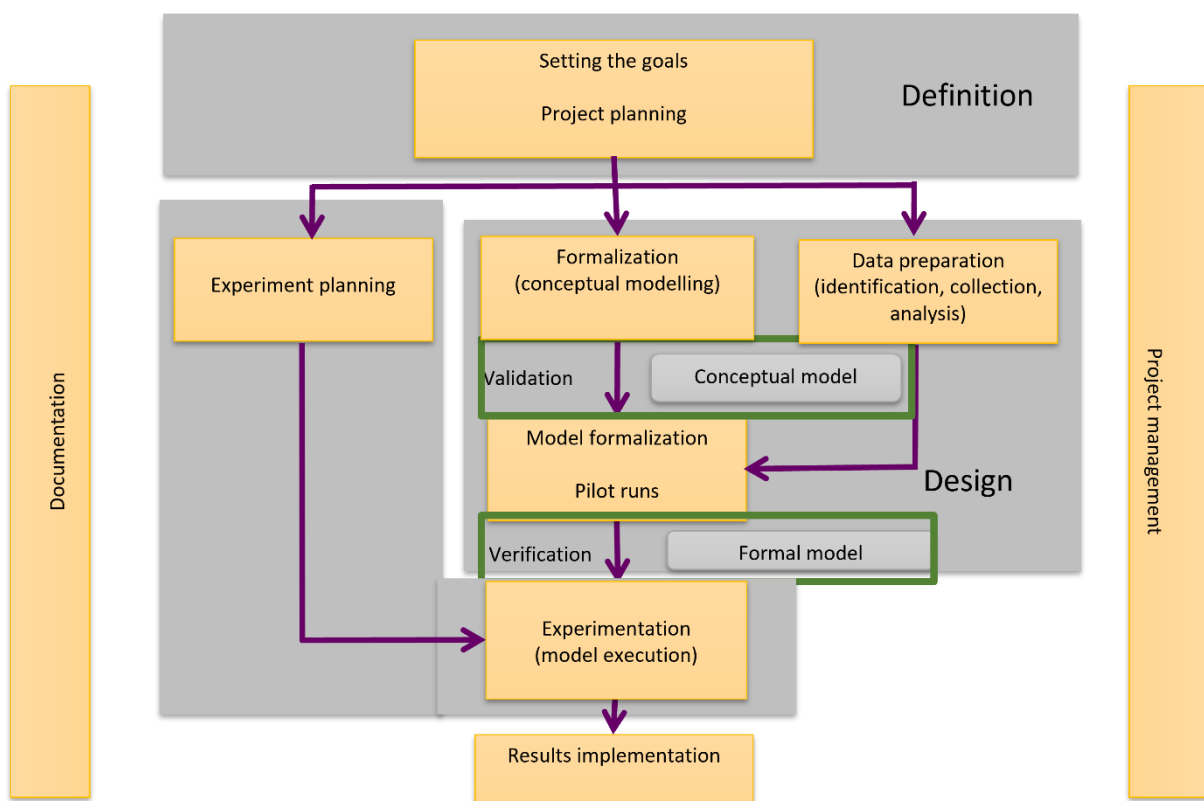 Setting the goals
Project planning
Definition
Documentation
Project management
Experiment planning
Formalization
(conceptual modelling)
Data preparation
(identification, collection,
analysis)
Validation
Conceptual model
Model formalization
Pilot runs
Design
Verification
Formal model
Experimentation
(model execution)
Results implementation